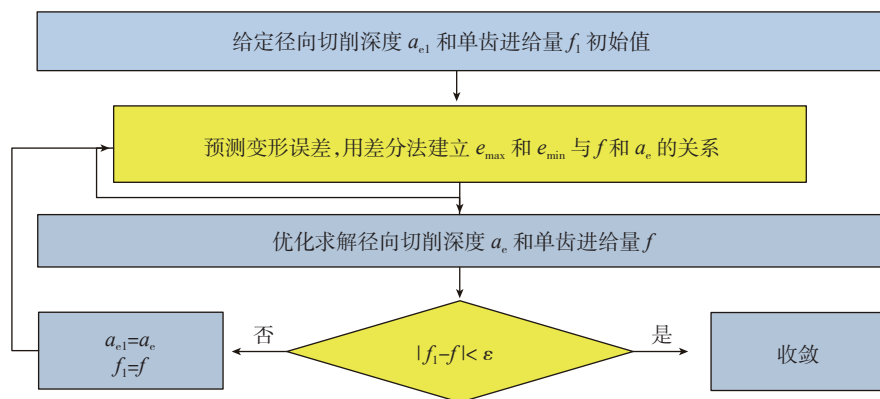 给定径向切削深度 aₑ₁ 和单齿进给量 f₁ 初始值
预测变形误差,用差分法建立 eₘₐₓ 和 eₘᵢₙ 与 f 和 aₑ 的关系
优化求解径向切削深度 aₑ 和单齿进给量 f
否
是
aₑ₁=aₑ
f₁=f
|f₁-f|< ε
收敛